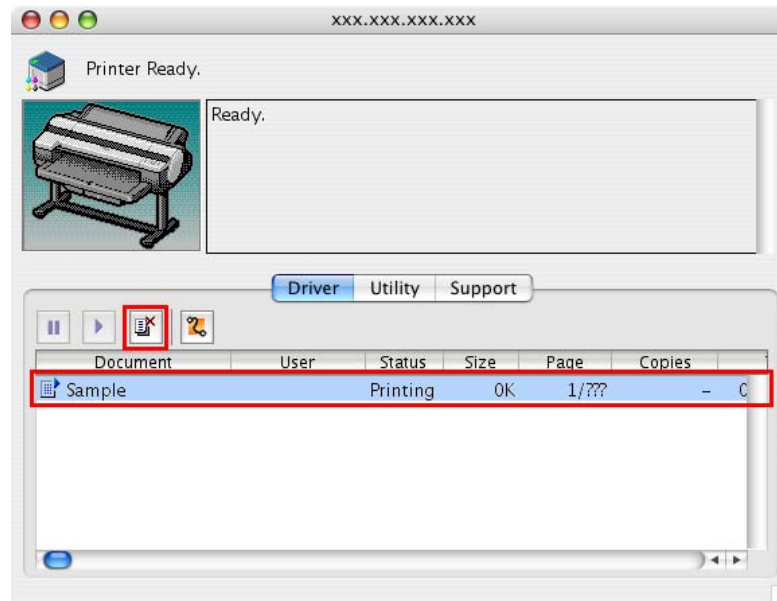 xxx.xxx.xxx.xxx
Printer Ready.
Ready.
Driver Utility Support
Document User Status Size Page Copies
Sample Printing 0K 1/??? –